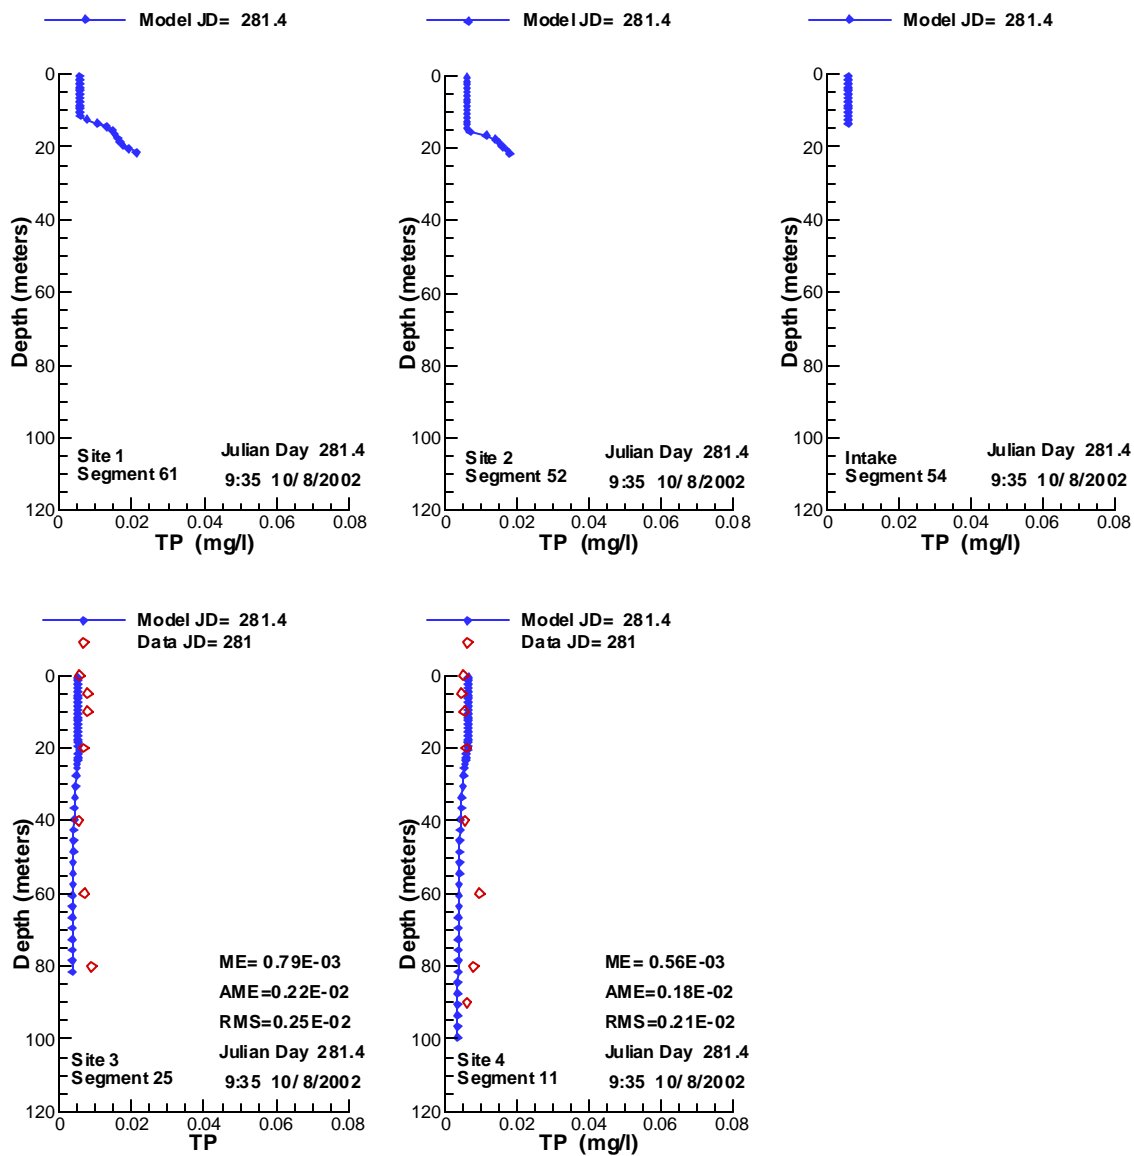 Model JD= 281.4
0
20
40
60
80
100
120
Depth (meters)
Site 1
Segment 61
Julian Day 281.4
9:35 10/ 8/2002
0 0.02 0.04 0.06 0.08
TP (mg/l)
Model JD= 281.4
0
20
40
60
80
100
120
Depth (meters)
Site 2
Segment 52
Julian Day 281.4
9:35 10/ 8/2002
0 0.02 0.04 0.06 0.08
TP (mg/l)
Model JD= 281.4
0
20
40
60
80
100
120
Depth (meters)
Intake
Segment 54
Julian Day 281.4
9:35 10/ 8/2002
0 0.02 0.04 0.06 0.08
TP (mg/l)
Model JD= 281.4
Data JD= 281
0
20
40
60
80
100
120
Depth (meters)
ME= 0.79E-03
AME=0.22E-02
RMS=0.25E-02
Site 3
Segment 25
Julian Day 281.4
9:35 10/ 8/2002
0 0.02 0.04 0.06 0.08
TP
Model JD= 281.4
Data JD= 281
0
20
40
60
80
100
120
Depth (meters)
ME= 0.56E-03
AME=0.18E-02
RMS=0.21E-02
Site 4
Segment 11
Julian Day 281.4
9:35 10/ 8/2002
0 0.02 0.04 0.06 0.08
TP (mg/l)